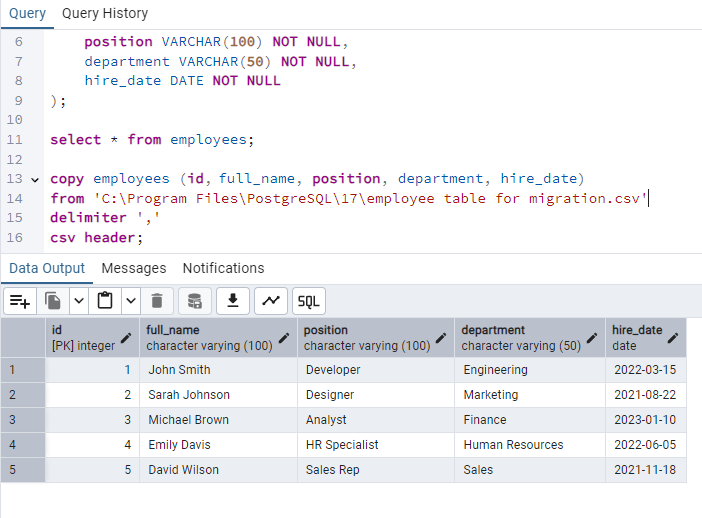 Query Query History
6 position VARCHAR(100) NOT NULL,
7 department VARCHAR(50) NOT NULL,
8 hire_date DATE NOT NULL
9 );
10
11 select * from employees;
12
13 copy employees (id, full_name, position, department, hire_date)
14 from 'C:\Program Files\PostgreSQL\17\employee table for migration.csv'
15 delimiter ','
16 csv header;
Data Output Messages Notifications
SQL
id full_name position department hire_date
[PK] integer character varying (100) character varying (100) character varying (50) date
1 1 John Smith Developer Engineering 2022-03-15
2 2 Sarah Johnson Designer Marketing 2021-08-22
3 3 Michael Brown Analyst Finance 2023-01-10
4 4 Emily Davis HR Specialist Human Resources 2022-06-05
5 5 David Wilson Sales Rep Sales 2021-11-18